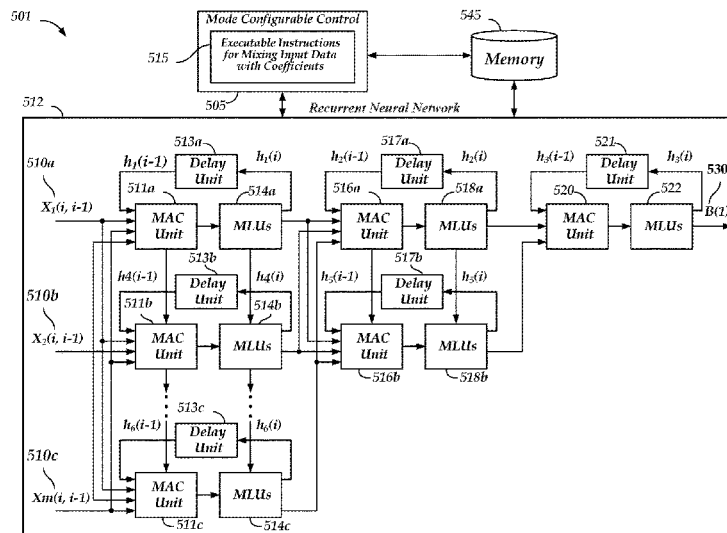 501
Mode Configurable Control
515
Executable Instructions
for Mixing Input Data
with Coefficients
505
545
Memory
512
Recurrent Neural Network
510a
X1(i, i-1)
h1(i-1)
513a
Delay
Unit
h1(i)
511a
MAC
Unit
514a
MLUs
h2(i-1)
517a
Delay
Unit
h2(i)
516a
MAC
Unit
518a
MLUs
h3(i-1)
521
Delay
Unit
h3(i)
520
MAC
Unit
522
MLUs
530
B(1)
510b
X2(i, i-1)
h4(i-1)
513b
Delay
Unit
h4(i)
511b
MAC
Unit
514b
MLUs
h5(i-1)
517b
Delay
Unit
h5(i)
MAC
Unit
516b
MLUs
518b
510c
Xm(i, i-1)
h6(i-1)
513c
Delay
Unit
h6(i)
MAC
Unit
511c
MLUs
514c